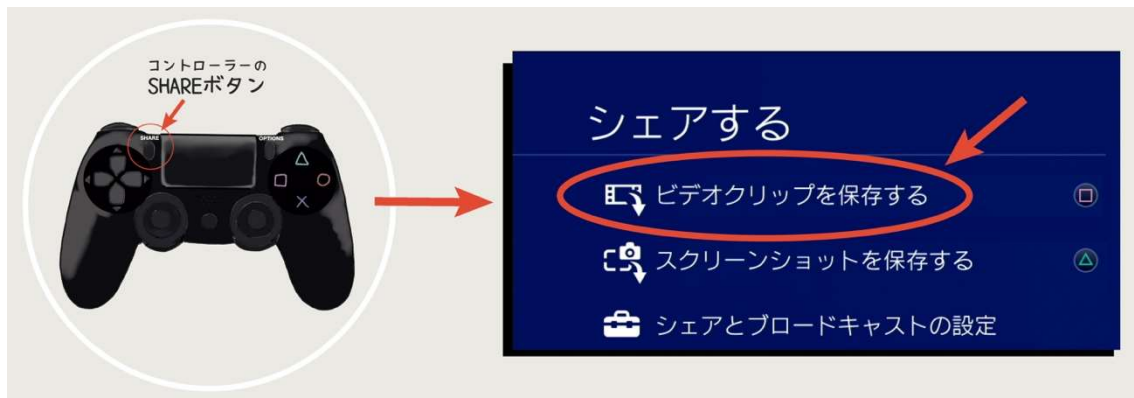 コントローラーの
SHAREボタン
SHARE
OPTIONS
シェアする
ビデオクリップを保存する
スクリーンショットを保存する
シェアとブロードキャストの設定